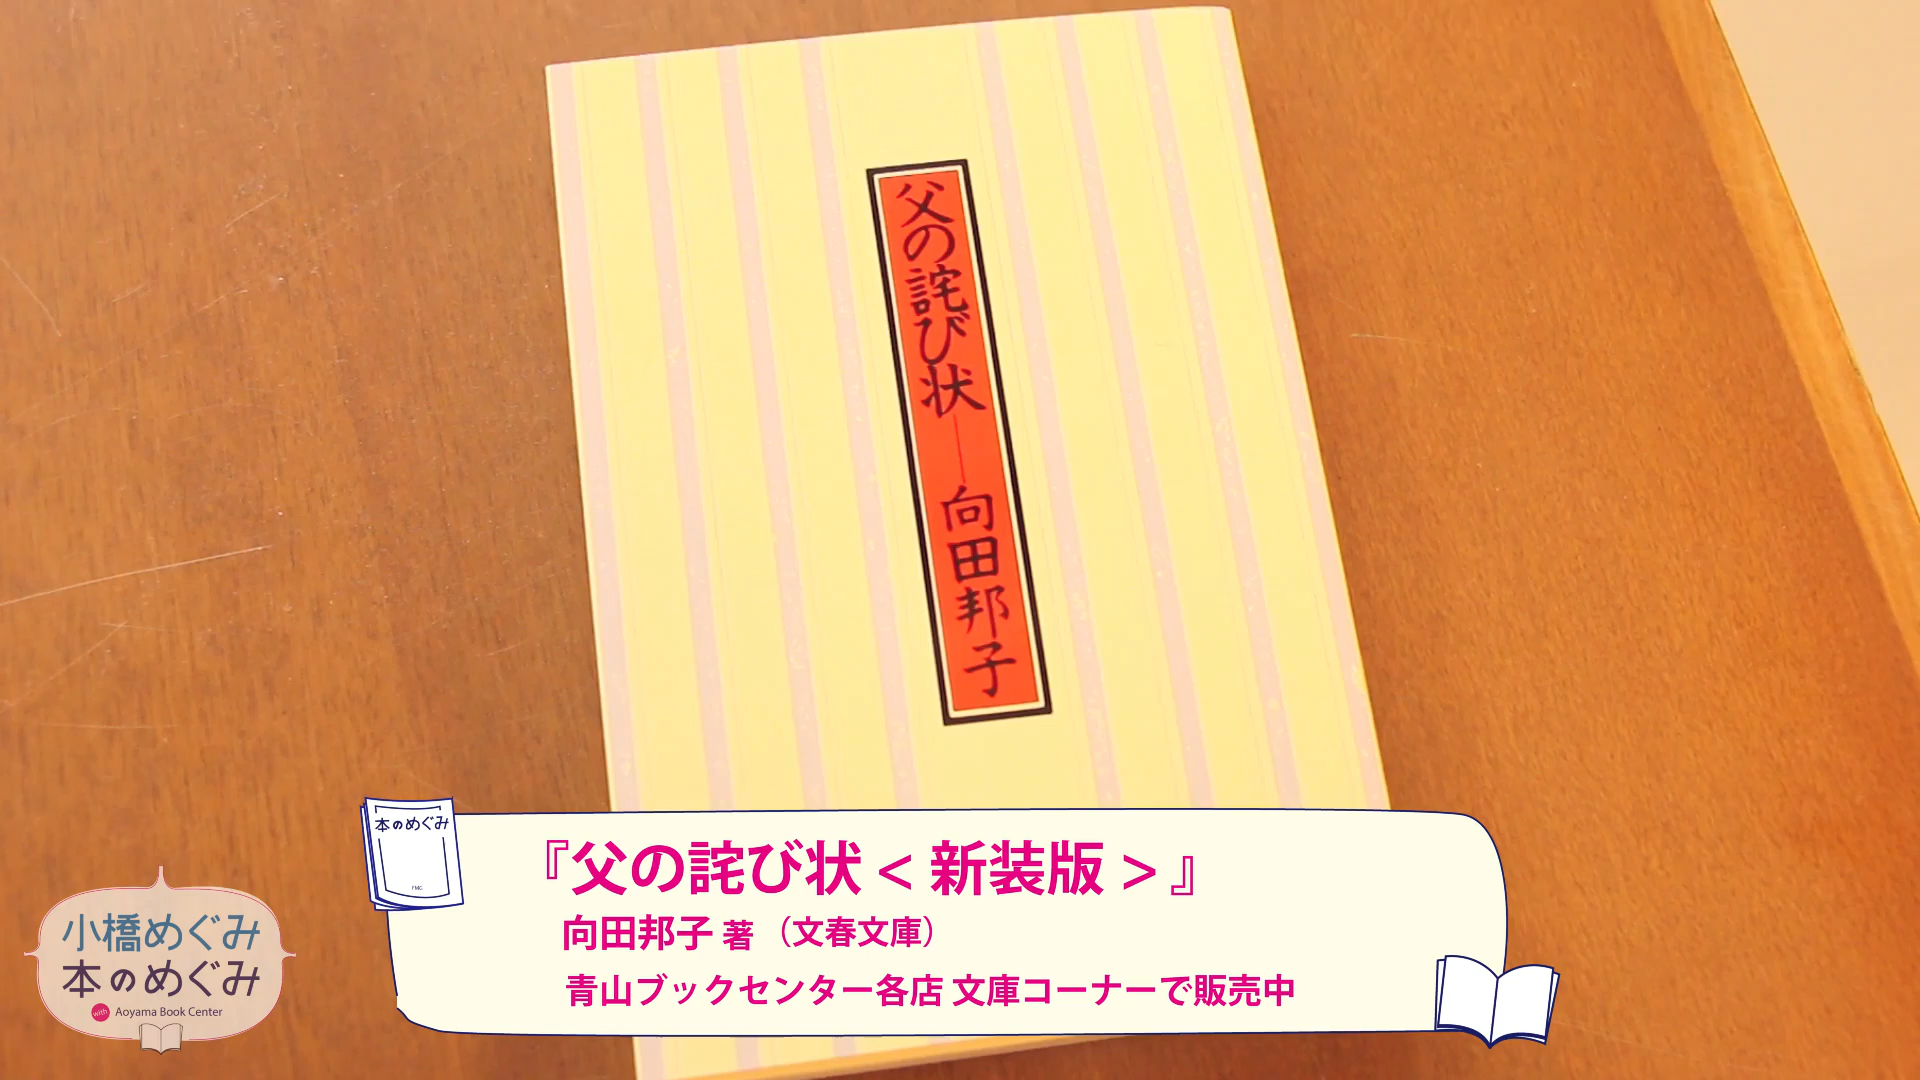 父の詫び状
向田邦子
本のめぐみ
FMG
『父の詫び状<新装版>』
向田邦子 著 （文春文庫）
青山ブックセンター各店 文庫コーナーで販売中
小橋めぐみ
本のめぐみ
with Aoyama Book Center